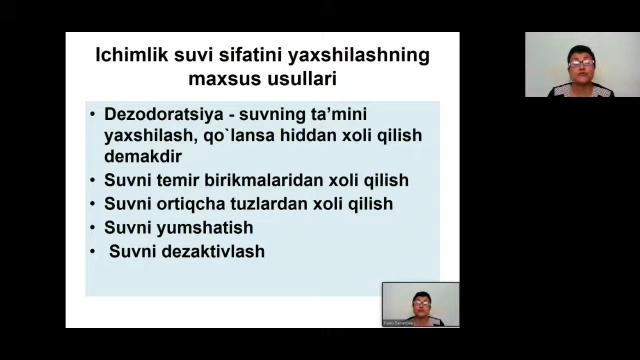 Ichimlik suvi sifatini yaxshilashning
maxsus usullari
• Dezodoratsiya - suvning ta’mini
yaxshilash, qo`lansa hiddan xoli qilish
demakdir
• Suvni temir birikmalaridan xoli qilish
• Suvni ortiqcha tuzlardan xoli qilish
• Suvni yumshatish
• Suvni dezaktivlash